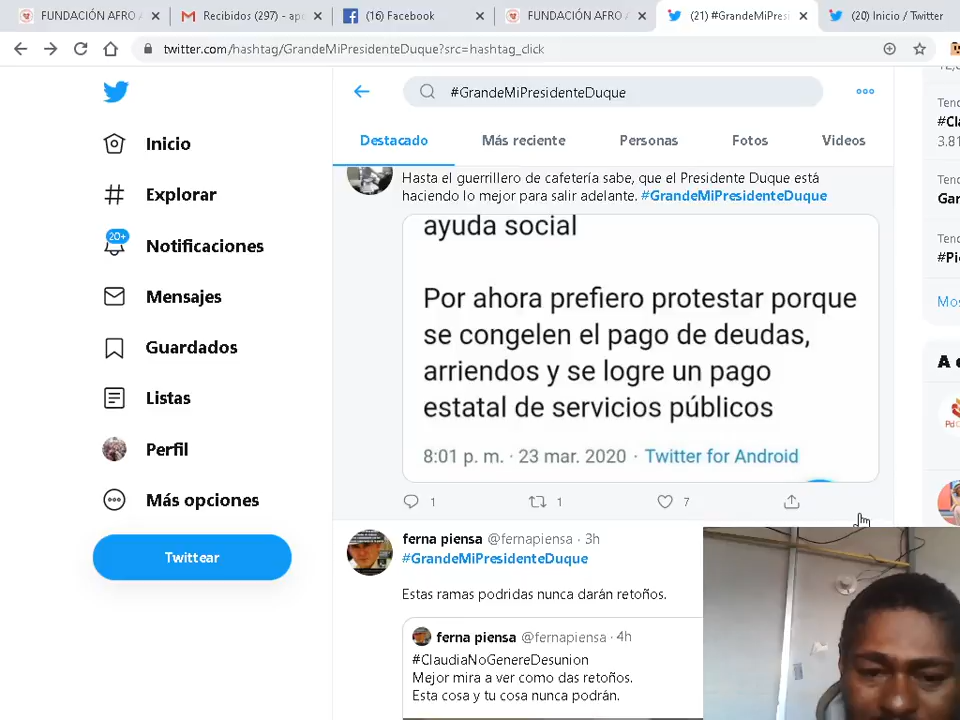 FUNDACIÓN AFRO
Recibidos (297) - ap
(16) Facebook
FUNDACIÓN AFRO
(21) #GrandeMiPresi
(20) Inicio / Twitter
twitter.com/hashtag/GrandeMiPresidenteDuque?src=hashtag_click
#GrandeMiPresidenteDuque
Destacado
Más reciente
Personas
Fotos
Videos
Inicio
Explorar
20+
Notificaciones
Mensajes
Guardados
Listas
Perfil
Más opciones
Twittear
Hasta el guerrillero de cafetería sabe, que el Presidente Duque está
haciendo lo mejor para salir adelante. #GrandeMiPresidenteDuque
ayuda social
Por ahora prefiero protestar porque
se congelen el pago de deudas,
arriendos y se logre un pago
estatal de servicios públicos
8:01 p. m. · 23 mar. 2020 · Twitter for Android
1 1 7
ferna piensa @fernapiensa · 3h
#GrandeMiPresidenteDuque
Estas ramas podridas nunca darán retoños.
ferna piensa @fernapiensa · 4h
#ClaudiaNoGenereDesunion
Mejor mira a ver como das retoños.
Esta cosa y tu cosa nunca podrán.
Tend
#Cl
3.81
Tend
Gar
Tend
#Pi
Mos
A